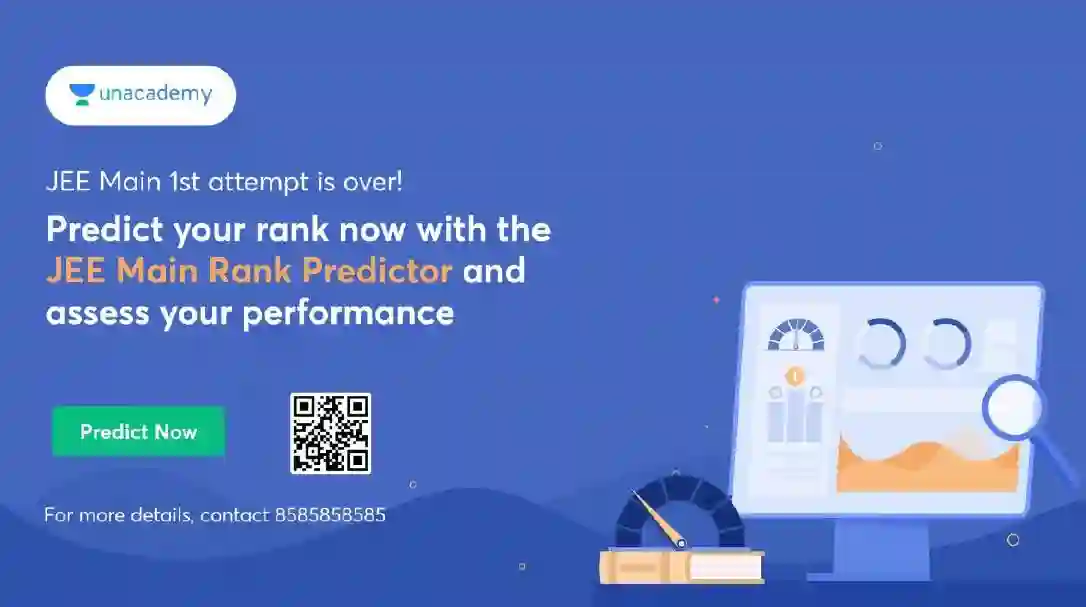 unacademy
JEE Main 1st attempt is over!
Predict your rank now with the
JEE Main Rank Predictor and
assess your performance
Predict Now
For more details, contact 8585858585